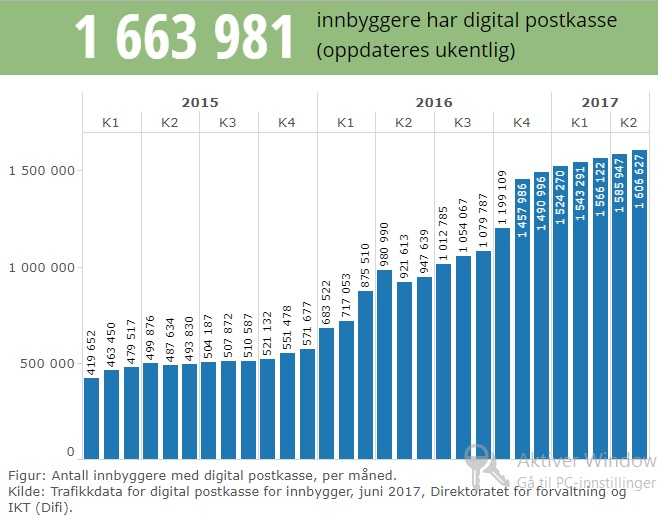 1 663 981
innbyggere har digital postkasse
(oppdateres ukentlig)
2015 2016 2017
K1 K2 K3 K4 K1 K2 K3 K4 K1 K2
1 500 000
1 000 000
500 000
0
419 652
463 450
479 517
499 876
487 634
493 830
504 187
507 872
510 587
521 132
551 478
571 677
683 522
717 053
875 510
980 990
921 613
947 639
1 012 785
1 054 067
1 079 787
1 199 109
1 457 986
1 490 996
1 524 270
1 543 291
1 566 122
1 585 947
1 606 627
Aktiver Window
Gå til PC-innstillinger
Figur: Antall innbyggere med digital postkasse, per måned.
Kilde: Trafikkdata for digital postkasse for innbygger, juni 2017, Direktoratet for forvaltning og
IKT (Difi).